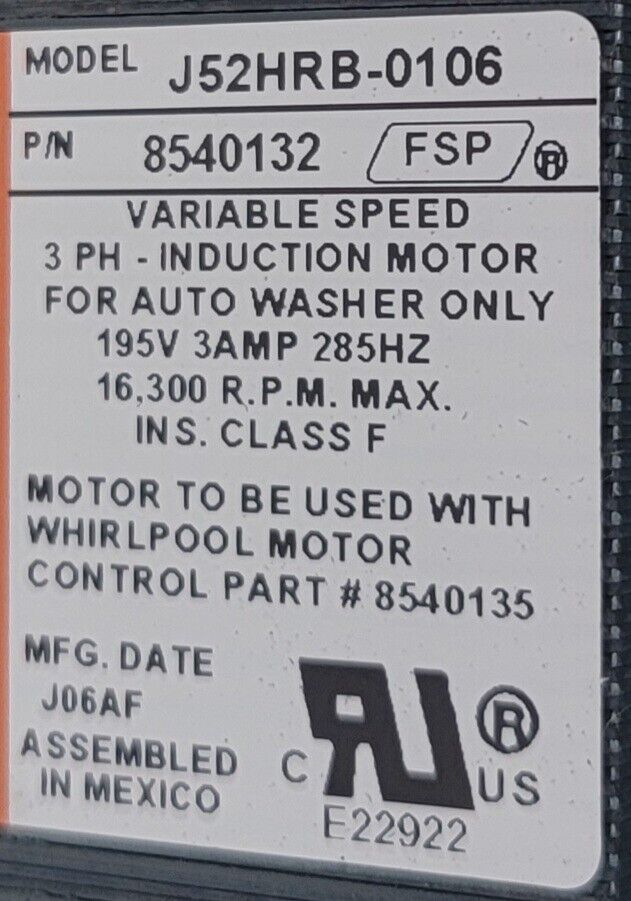 MODEL J52HRB-0106
P/N 8540132 FSP ®
VARIABLE SPEED
3 PH - INDUCTION MOTOR
FOR AUTO WASHER ONLY
195V 3AMP 285HZ
16,300 R.P.M. MAX.
INS. CLASS F
MOTOR TO BE USED WITH
WHIRLPOOL MOTOR
CONTROL PART # 8540135
MFG. DATE
J06AF
ASSEMBLED
IN MEXICO
C RU US ®
E22922